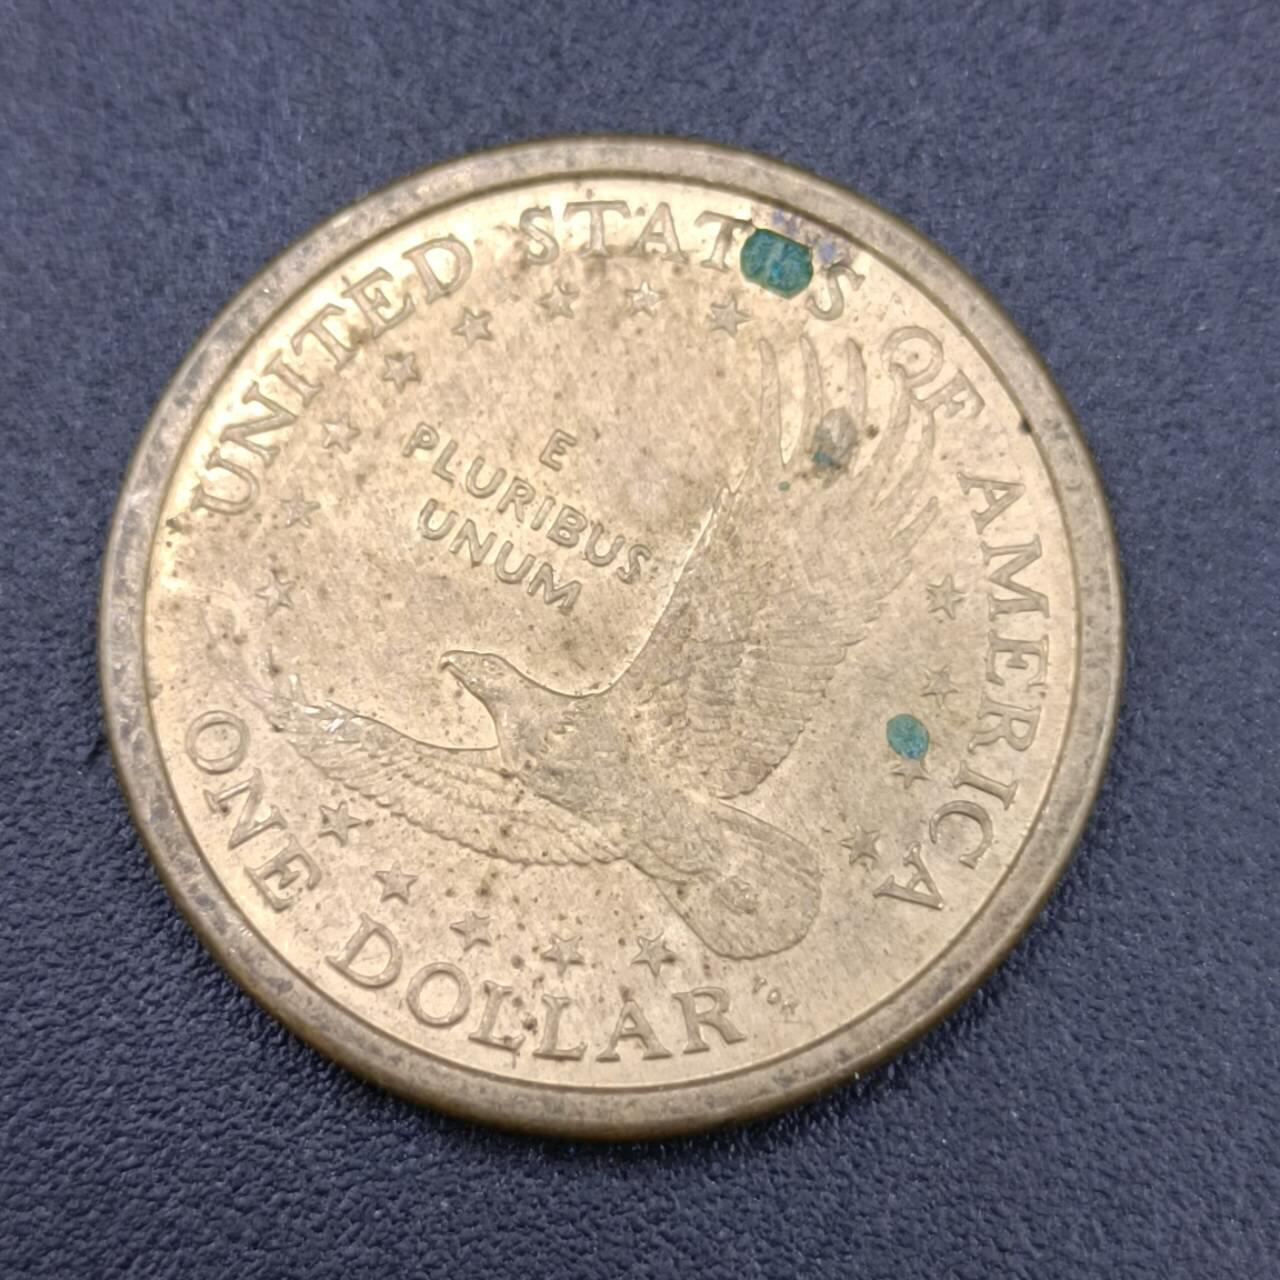 UNITED STATES OF AMERICA
E
PLURIBUS
UNUM
ONE DOLLAR